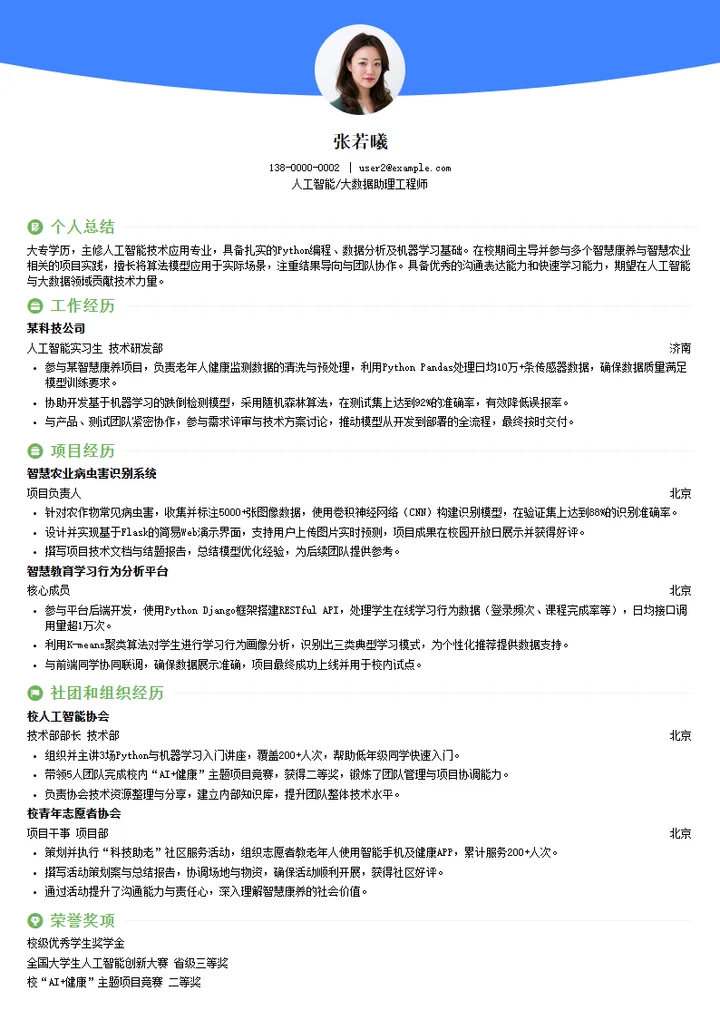 张若曦
138-0000-0002 | user2@example.com
人工智能/大数据助理工程师
个人总结
大专学历，主修人工智能技术应用专业，具备扎实的Python编程、数据分析及机器学习基础。在校期间主导并参与多个智慧康养与智慧农业
相关的项目实践，擅长将算法模型应用于实际场景，注重结果导向与团队协作。具备优秀的沟通表达能力和快速学习能力，期望在人工智能
与大数据领域贡献技术力量。
工作经历
某科技公司
人工智能实习生 技术研发部 济南
• 参与某智慧康养项目，负责老年人健康监测数据的清洗与预处理，利用Python Pandas处理日均10万+条传感器数据，确保数据质量满足
模型训练要求。
• 协助开发基于机器学习的跌倒检测模型，采用随机森林算法，在测试集上达到92%的准确率，有效降低误报率。
• 与产品、测试团队紧密协作，参与需求评审与技术方案讨论，推动模型从开发到部署的全流程，最终按时交付。
项目经历
智慧农业病虫害识别系统
项目负责人 北京
• 针对农作物常见病虫害，收集并标注5000+张图像数据，使用卷积神经网络（CNN）构建识别模型，在验证集上达到88%的识别准确率。
• 设计并实现基于Flask的简易Web演示界面，支持用户上传图片实时预测，项目成果在校园开放日展示并获得好评。
• 撰写项目技术文档与结题报告，总结模型优化经验，为后续团队提供参考。
智慧教育学习行为分析平台
核心成员 北京
• 参与平台后端开发，使用Python Django框架搭建RESTful API，处理学生在线学习行为数据（登录频次、课程完成率等），日均接口调
用量超1万次。
• 利用K-means聚类算法对学生进行学习行为画像分析，识别出三类典型学习模式，为个性化推荐提供数据支持。
• 与前端同学协同联调，确保数据展示准确，项目最终成功上线并用于校内试点。
社团和组织经历
校人工智能协会
技术部部长 技术部 北京
• 组织并主讲3场Python与机器学习入门讲座，覆盖200+人次，帮助低年级同学快速入门。
• 带领5人团队完成校内“AI+健康”主题项目竞赛，获得二等奖，锻炼了团队管理与项目协调能力。
• 负责协会技术资源整理与分享，建立内部知识库，提升团队整体技术水平。
校青年志愿者协会
项目干事 项目部 北京
• 策划并执行“科技助老”社区服务活动，组织志愿者教老年人使用智能手机及健康APP，累计服务200+人次。
• 撰写活动策划案与总结报告，协调场地与物资，确保活动顺利开展，获得社区好评。
• 通过活动提升了沟通能力与责任心，深入理解智慧康养的社会价值。
荣誉奖项
校级优秀学生奖学金
全国大学生人工智能创新大赛 省级三等奖
校“AI+健康”主题项目竞赛 二等奖